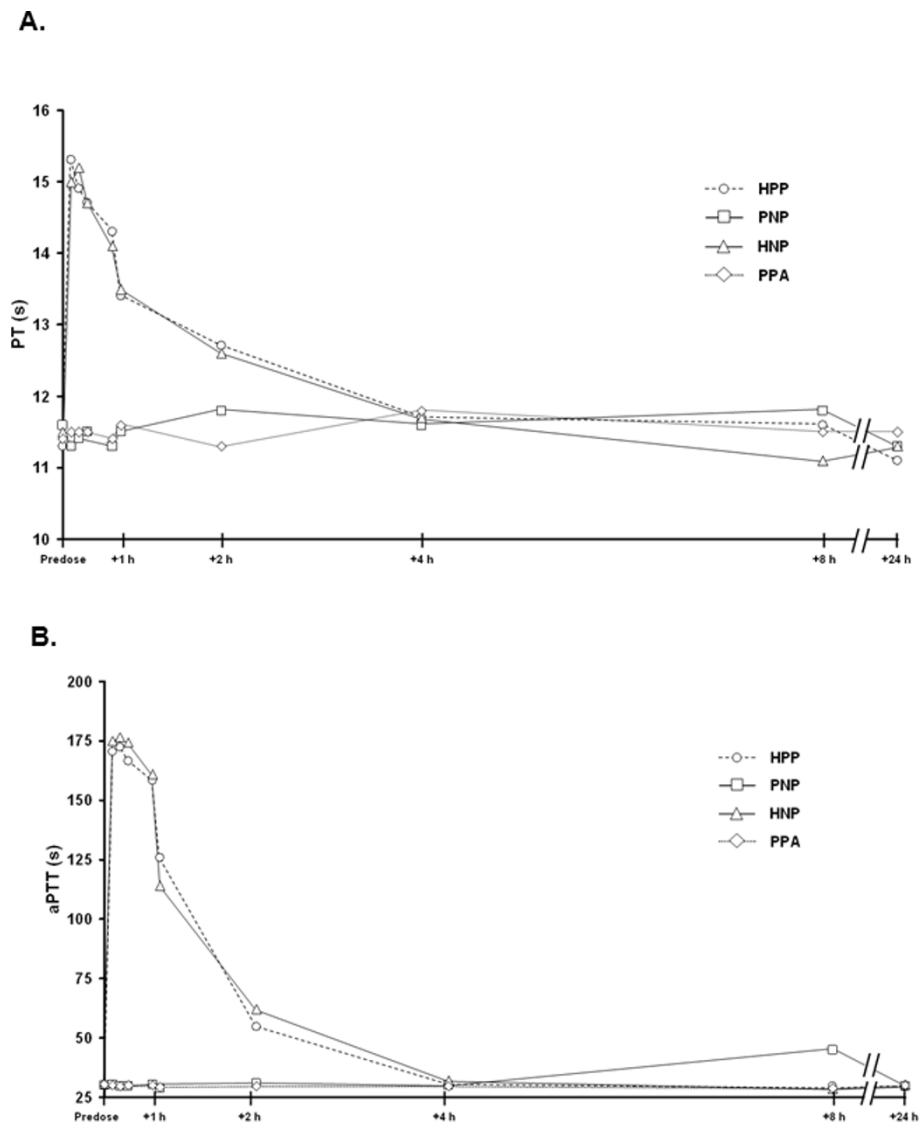 A.
16
15
14
13
12
11
10
PT (s)
HPP
PNP
HNP
PPA
Predose +1 h +2 h +4 h +8 h +24 h
B.
200
175
150
125
100
75
50
25
aPTT (s)
HPP
PNP
HNP
PPA
Predose +1 h +2 h +4 h +8 h +24 h